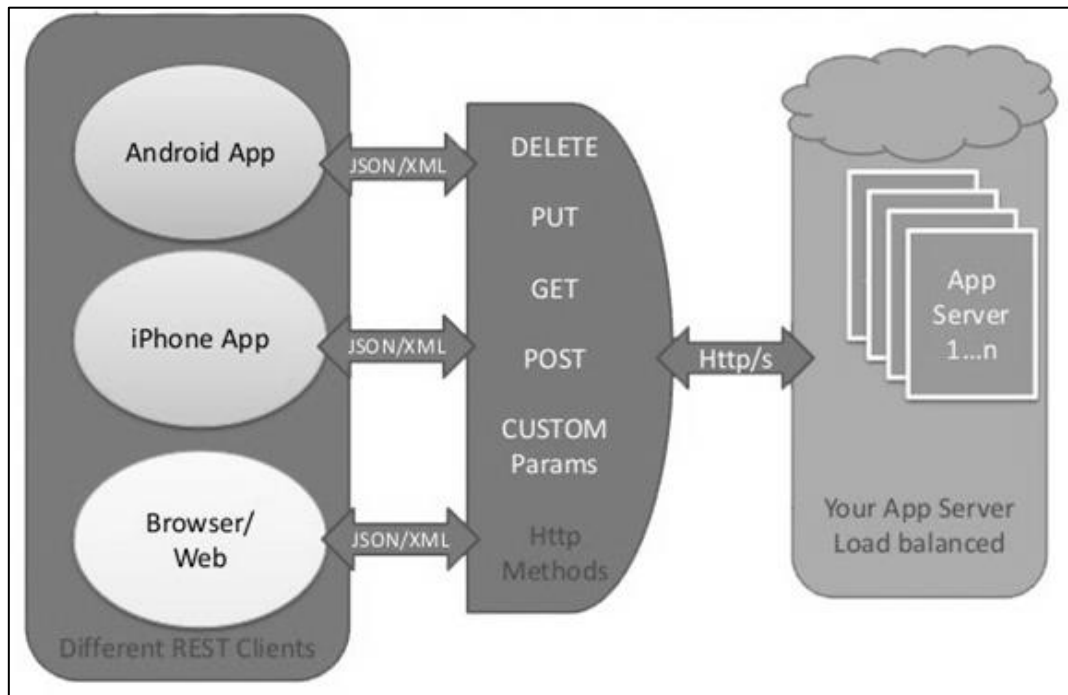 Android App
JSON/XML
iPhone App
JSON/XML
Browser/
Web
JSON/XML
Different REST Clients
DELETE
PUT
GET
POST
CUSTOM
Params
Http
Methods
Http/s
App
Server
1...n
Your App Server
Load balanced